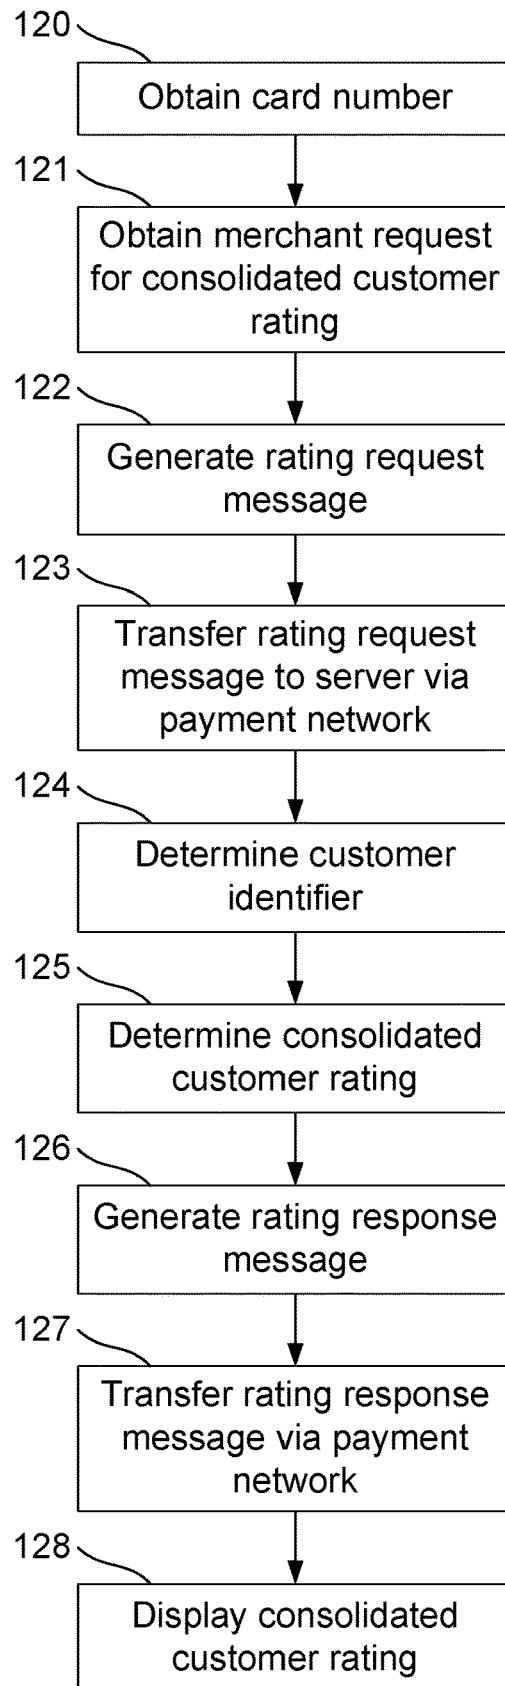 120
Obtain card number
121
Obtain merchant request
for consolidated customer
rating
122
Generate rating request
message
123
Transfer rating request
message to server via
payment network
124
Determine customer
identifier
125
Determine consolidated
customer rating
126
Generate rating response
message
127
Transfer rating response
message via payment
network
128
Display consolidated
customer rating